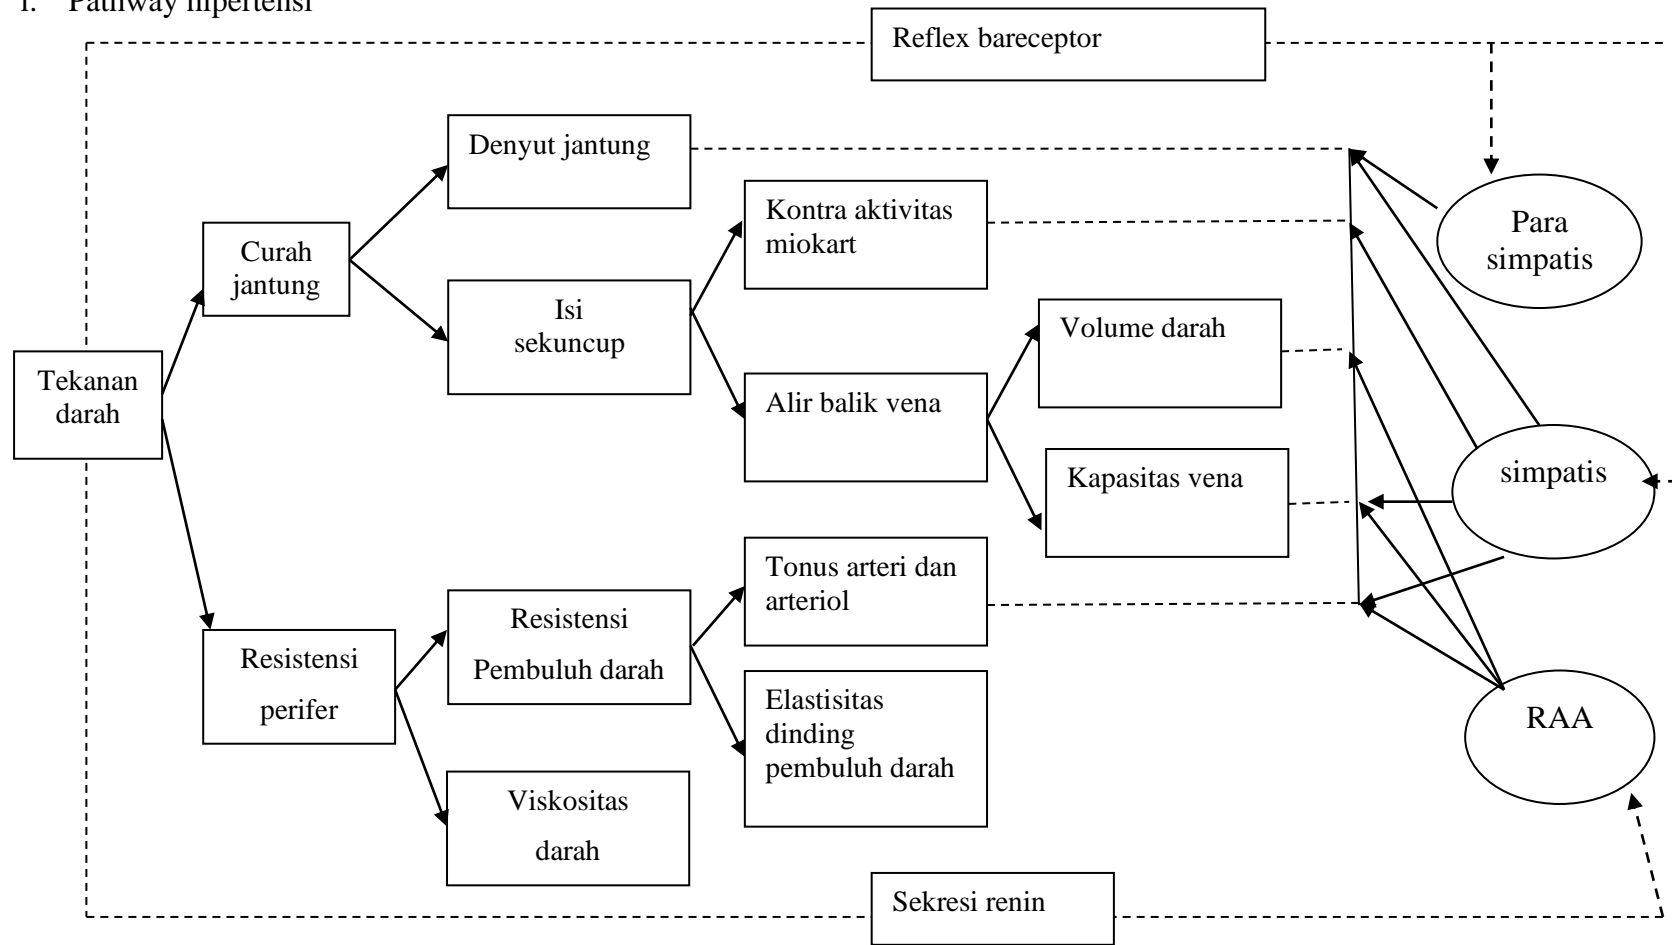 Pathway hipertensi
Reflex bareceptor
Denyut jantung
Kontra aktivitas
miokart
Para
simpatis
Curah
jantung
Isi
sekuncup
Volume darah
Tekanan
darah
Alir balik vena
Kapasitas vena
simpatis
Tonus arteri dan
arteriol
Resistensi
Pembuluh darah
Resistensi
perifer
Elastisitas
dinding
pembuluh darah
RAA
Viskositas
darah
Sekresi renin